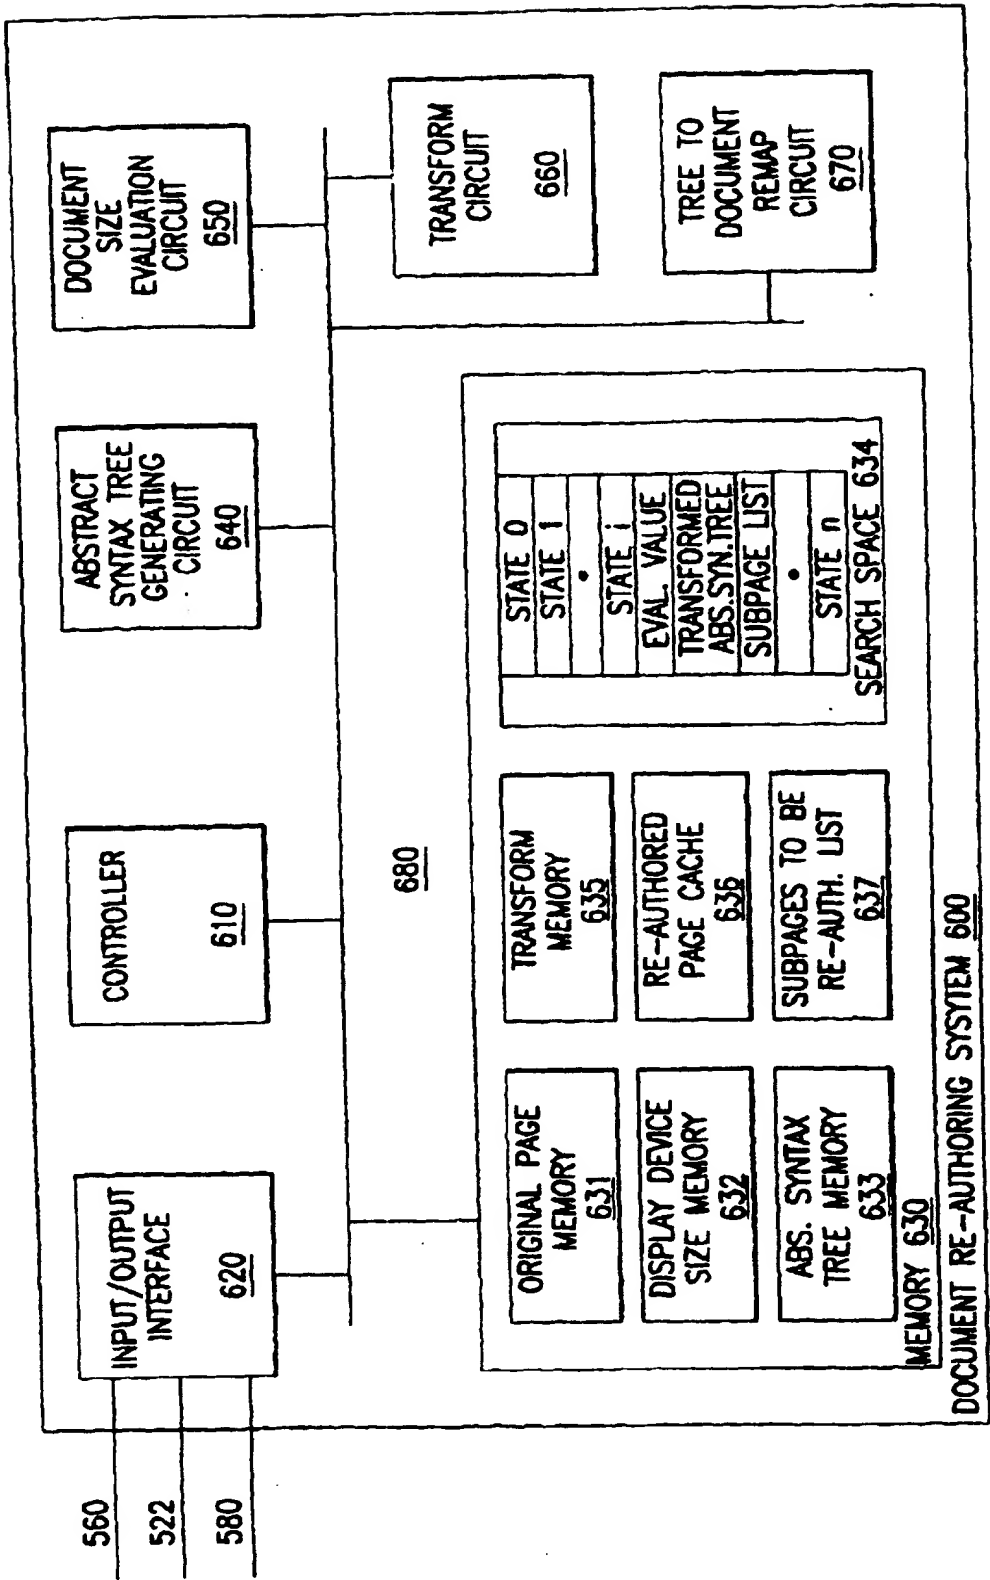 560
522
580
INPUT/OUTPUT
INTERFACE
620
CONTROLLER
610
ABSTRACT
SYNTAX TREE
GENERATING
CIRCUIT
640
DOCUMENT
SIZE
EVALUATION
CIRCUIT
650
680
TRANSFORM
CIRCUIT
660
TREE TO
DOCUMENT
REMAP
CIRCUIT
670
ORIGINAL PAGE
MEMORY
631
DISPLAY DEVICE
SIZE MEMORY
632
ABS. SYNTAX
TREE MEMORY
633
TRANSFORM
MEMORY
635
RE-AUTHORED
PAGE CACHE
636
SUBPAGES TO BE
RE-AUTH. LIST
637
STATE 0
STATE 1
•
STATE i
EVAL. VALUE
TRANSFORMED
ABS.SYN.TREE
SUBPAGE LIST
•
STATE n
SEARCH SPACE 634
MEMORY 630
DOCUMENT RE-AUTHORING SYSYTEM 600